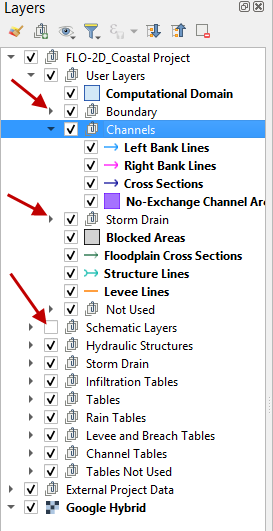 Layers
FLO-2D_Coastal Project
User Layers
Computational Domain
Boundary
Channels
Left Bank Lines
Right Bank Lines
Cross Sections
No-Exchange Channel Are
Storm Drain
Blocked Areas
Floodplain Cross Sections
Structure Lines
Levee Lines
Not Used
Schematic Layers
Hydraulic Structures
Storm Drain
Infiltration Tables
Tables
Rain Tables
Levee and Breach Tables
Channel Tables
Tables Not Used
External Project Data
Google Hybrid